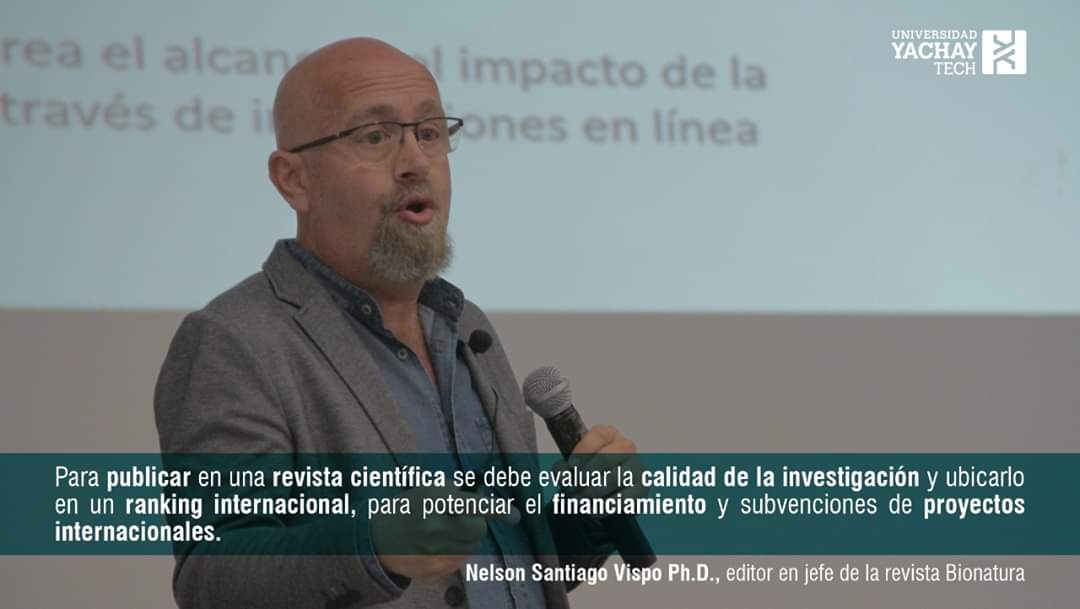 rea el alcan l impacto de la
través de i iones en línea
UNIVERSIDAD
YACHAY
TECH
Para publicar en una revista científica se debe evaluar la calidad de la investigación y ubicarlo
en un ranking internacional, para potenciar el financiamiento y subvenciones de proyectos
internacionales.
Nelson Santiago Vispo Ph.D., editor en jefe de la revista Bionatura